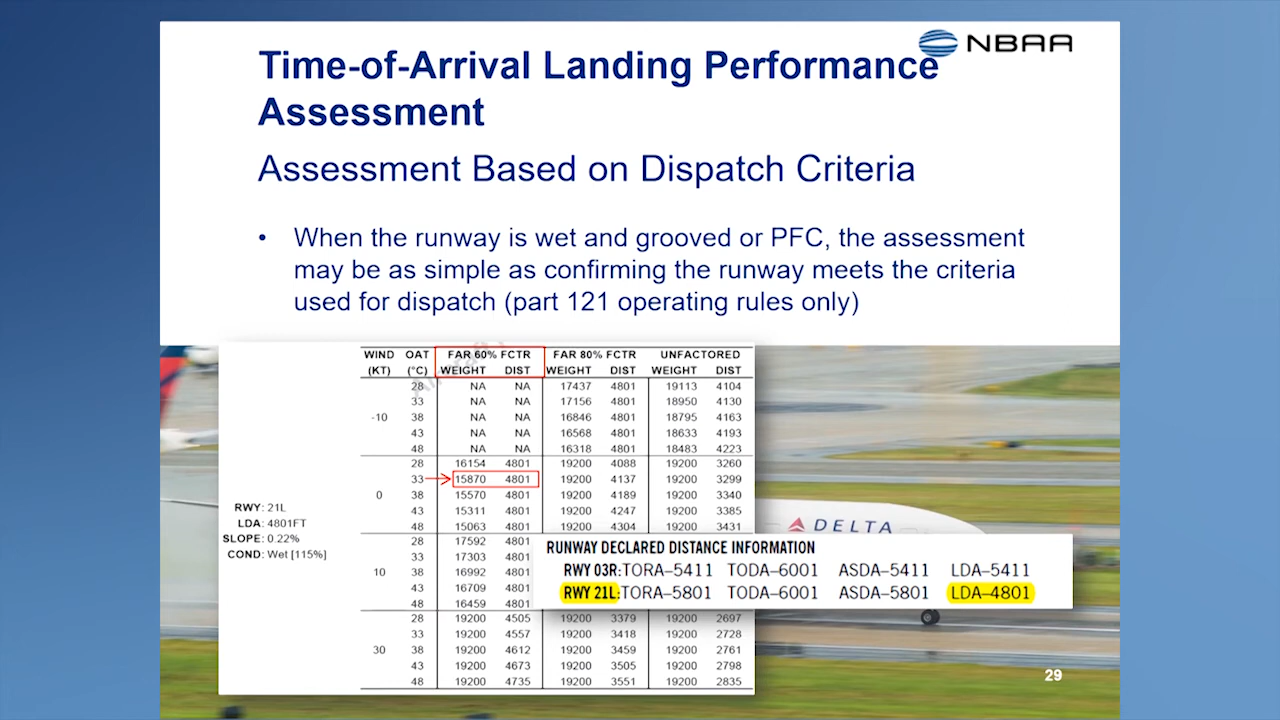 NBAA
Time-of-Arrival Landing Performance
Assessment
Assessment Based on Dispatch Criteria
• When the runway is wet and grooved or PFC, the assessment
may be as simple as confirming the runway meets the criteria
used for dispatch (part 121 operating rules only)
WIND OAT FAR 60% FCTR FAR 80% FCTR UNFACTORED
(KT) (°C) WEIGHT DIST WEIGHT DIST WEIGHT DIST
28 NA NA 17437 4801 19113 4104
33 NA NA 17156 4801 18950 4130
-10 38 NA NA 16846 4801 18795 4163
43 NA NA 16568 4801 18633 4193
48 NA NA 16318 4801 18483 4223
28 16154 4801 19200 4088 19200 3260
33 15870 4801 19200 4137 19200 3299
0 38 15570 4801 19200 4189 19200 3340
43 15311 4801 19200 4247 19200 3385
48 15063 4801 19200 4304 19200 3431
28 17592 4801
33 17303 4801
10 38 16992 4801
43 16709 4801
48 16459 4801
28 19200 4505 19200 3379 19200 2697
33 19200 4557 19200 3418 19200 2728
30 38 19200 4612 19200 3459 19200 2761
43 19200 4673 19200 3505 19200 2798
48 19200 4735 19200 3551 19200 2835
RWY: 21L
LDA: 4801FT
SLOPE: 0.22%
COND: Wet [115%]
DELTA
RUNWAY DECLARED DISTANCE INFORMATION
RWY 03R: TORA–5411 TODA–6001 ASDA–5411 LDA–5411
RWY 21L: TORA–5801 TODA–6001 ASDA–5801 LDA–4801
29